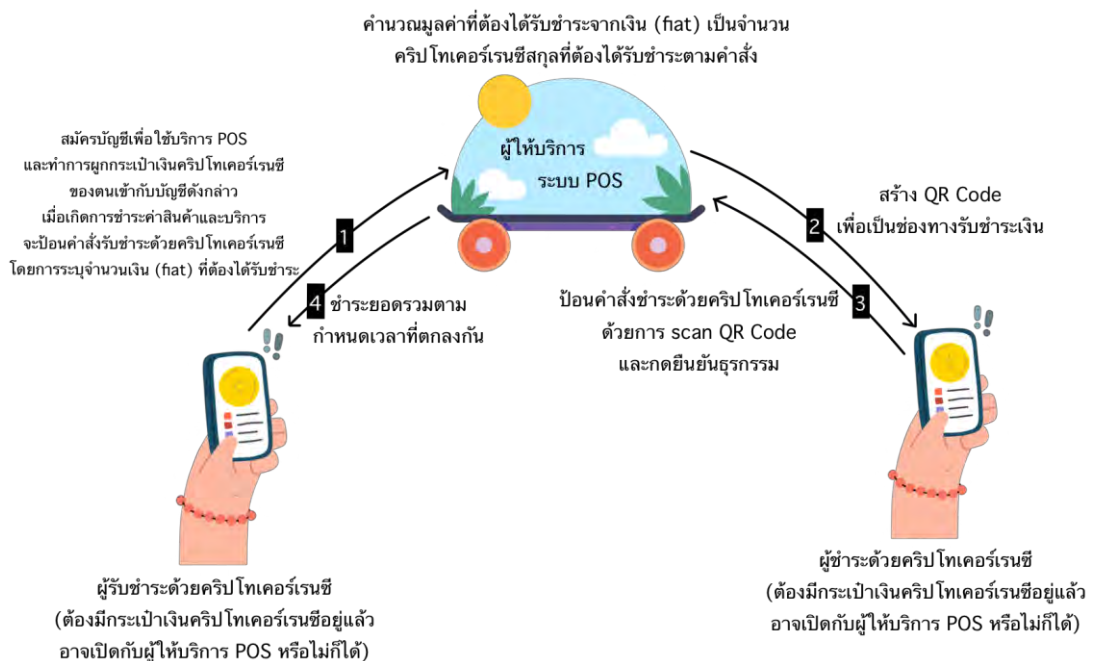 คำนวณมูลค่าที่ต้องได้รับชำระจากเงิน (fiat) เป็นจำนวน
คริปโทเคอร์เรนซีสกุลที่ต้องได้รับชำระตามคำสั่ง
สมัครบัญชีเพื่อใช้บริการ POS
และทำการผูกกระเป๋าเงินคริปโทเคอร์เรนซี
ของตนเข้ากับบัญชีดังกล่าว
เมื่อเกิดการชำระค่าสินค้าและบริการ
จะป้อนคำสั่งรับชำระด้วยคริปโทเคอร์เรนซี
โดยการระบุจำนวนเงิน (fiat) ที่ต้องได้รับชำระ
1
ผู้ให้บริการ
ระบบ POS
2
สร้าง QR Code
เพื่อเป็นช่องทางรับชำระเงิน
4 ชำระยอดรวมตาม
กำหนดเวลาที่ตกลงกัน
3
ป้อนคำสั่งชำระด้วยคริปโทเคอร์เรนซี
ด้วยการ scan QR Code
และกดยืนยันธุรกรรม
ผู้รับชำระด้วยคริปโทเคอร์เรนซี
(ต้องมีกระเป๋าเงินคริปโทเคอร์เรนซีอยู่แล้ว
อาจเปิดกับผู้ให้บริการ POS หรือไม่ก็ได้)
ผู้ชำระด้วยคริปโทเคอร์เรนซี
(ต้องมีกระเป๋าเงินคริปโทเคอร์เรนซีอยู่แล้ว
อาจเปิดกับผู้ให้บริการ POS หรือไม่ก็ได้)